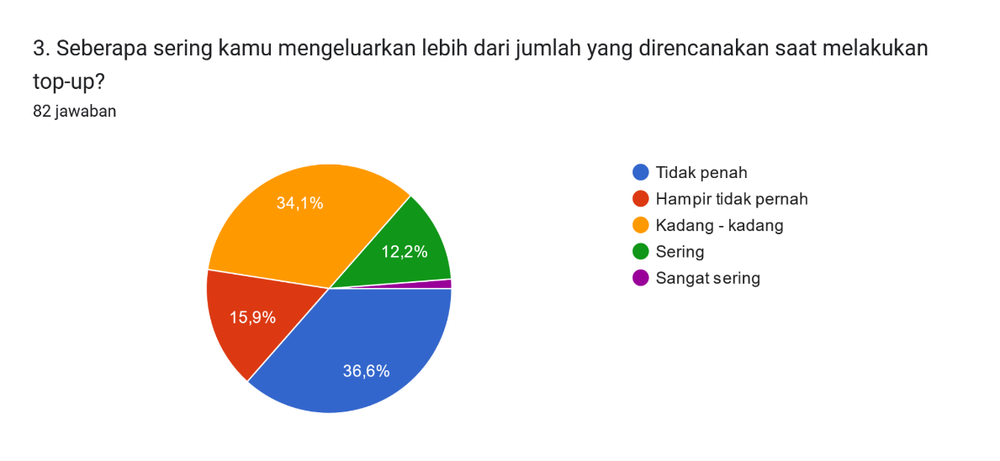 3. Seberapa sering kamu mengeluarkan lebih dari jumlah yang direncanakan saat melakukan
top-up?
82 jawaban
34,1%
12,2%
15,9%
36,6%
Tidak penah
Hampir tidak pernah
Kadang - kadang
Sering
Sangat sering